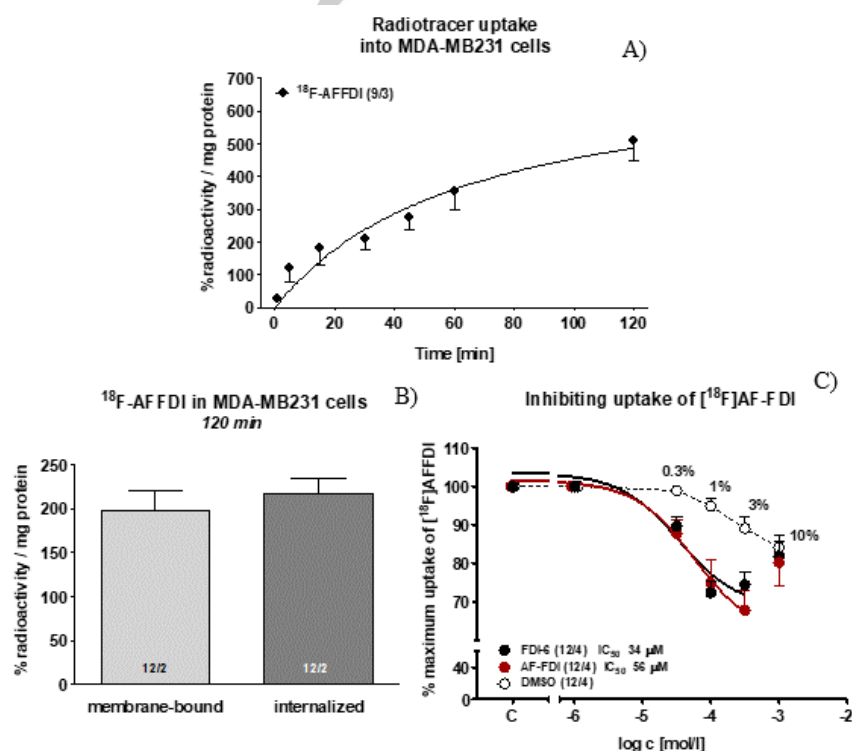 Radiotracer uptake
into MDA-MB231 cells
A)
700
600
500
400
300
200
100
0
% radioactivity / mg protein
18F-AFFDI (9/3)
0 20 40 60 80 100 120
Time [min]
18F-AFFDI in MDA-MB231 cells
120 min
B)
250
200
150
100
50
0
% radioactivity / mg protein
12/2 12/2
membrane-bound internalized
C)
Inhibiting uptake of [18F]AF-FDI
110
100
90
80
70
40
0
% maximum uptake of [18F]AFFDI
0.3%
1%
3%
10%
FDI-6 (12/4) IC50 34 μM
AF-FDI (12/4) IC50 56 μM
DMSO (12/4)
C -6 -5 -4 -3 -2
log c [mol/l]